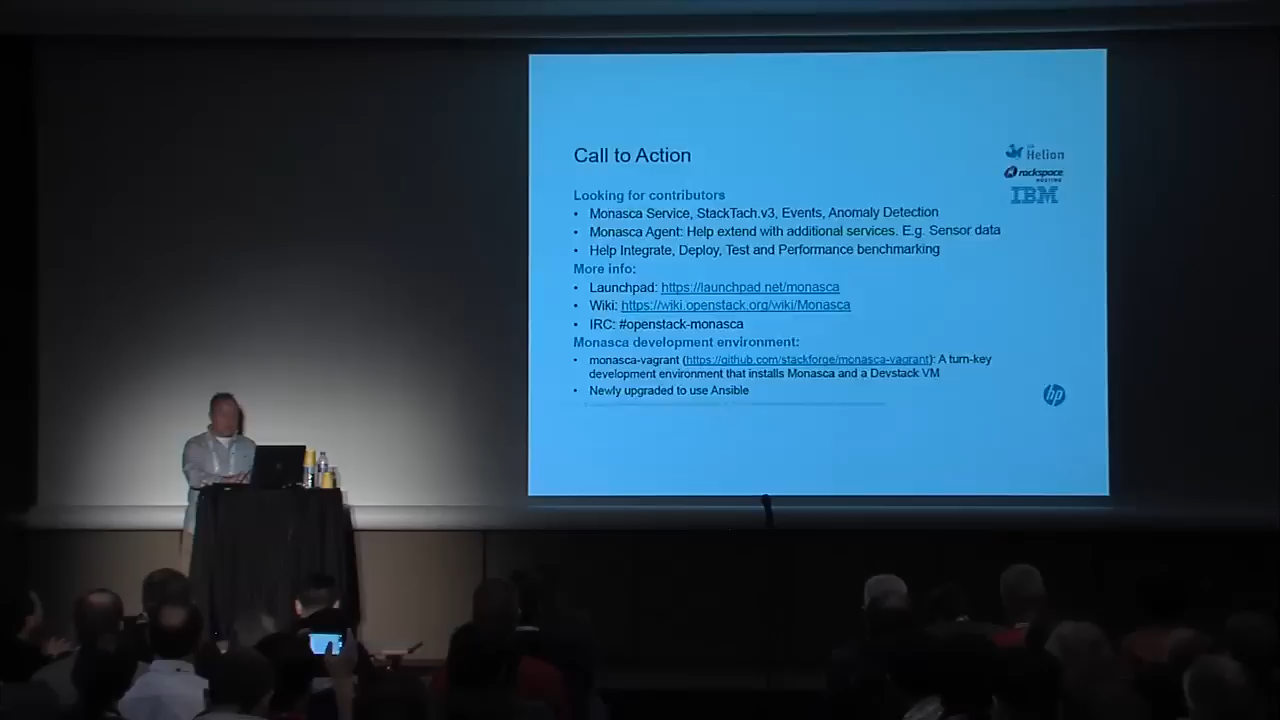 Call to Action
Helion
rackspace
HOSTING
IBM
Looking for contributors
• Monasca Service, StackTach.v3, Events, Anomaly Detection
• Monasca Agent: Help extend with additional services. E.g. Sensor data
• Help Integrate, Deploy, Test and Performance benchmarking
More info:
• Launchpad: https://launchpad.net/monasca
• Wiki: https://wiki.openstack.org/wiki/Monasca
• IRC: #openstack-monasca
Monasca development environment:
• monasca-vagrant (https://github.com/stackforge/monasca-vagrant): A turn-key
development environment that installs Monasca and a Devstack VM
• Newly upgraded to use Ansible
hp